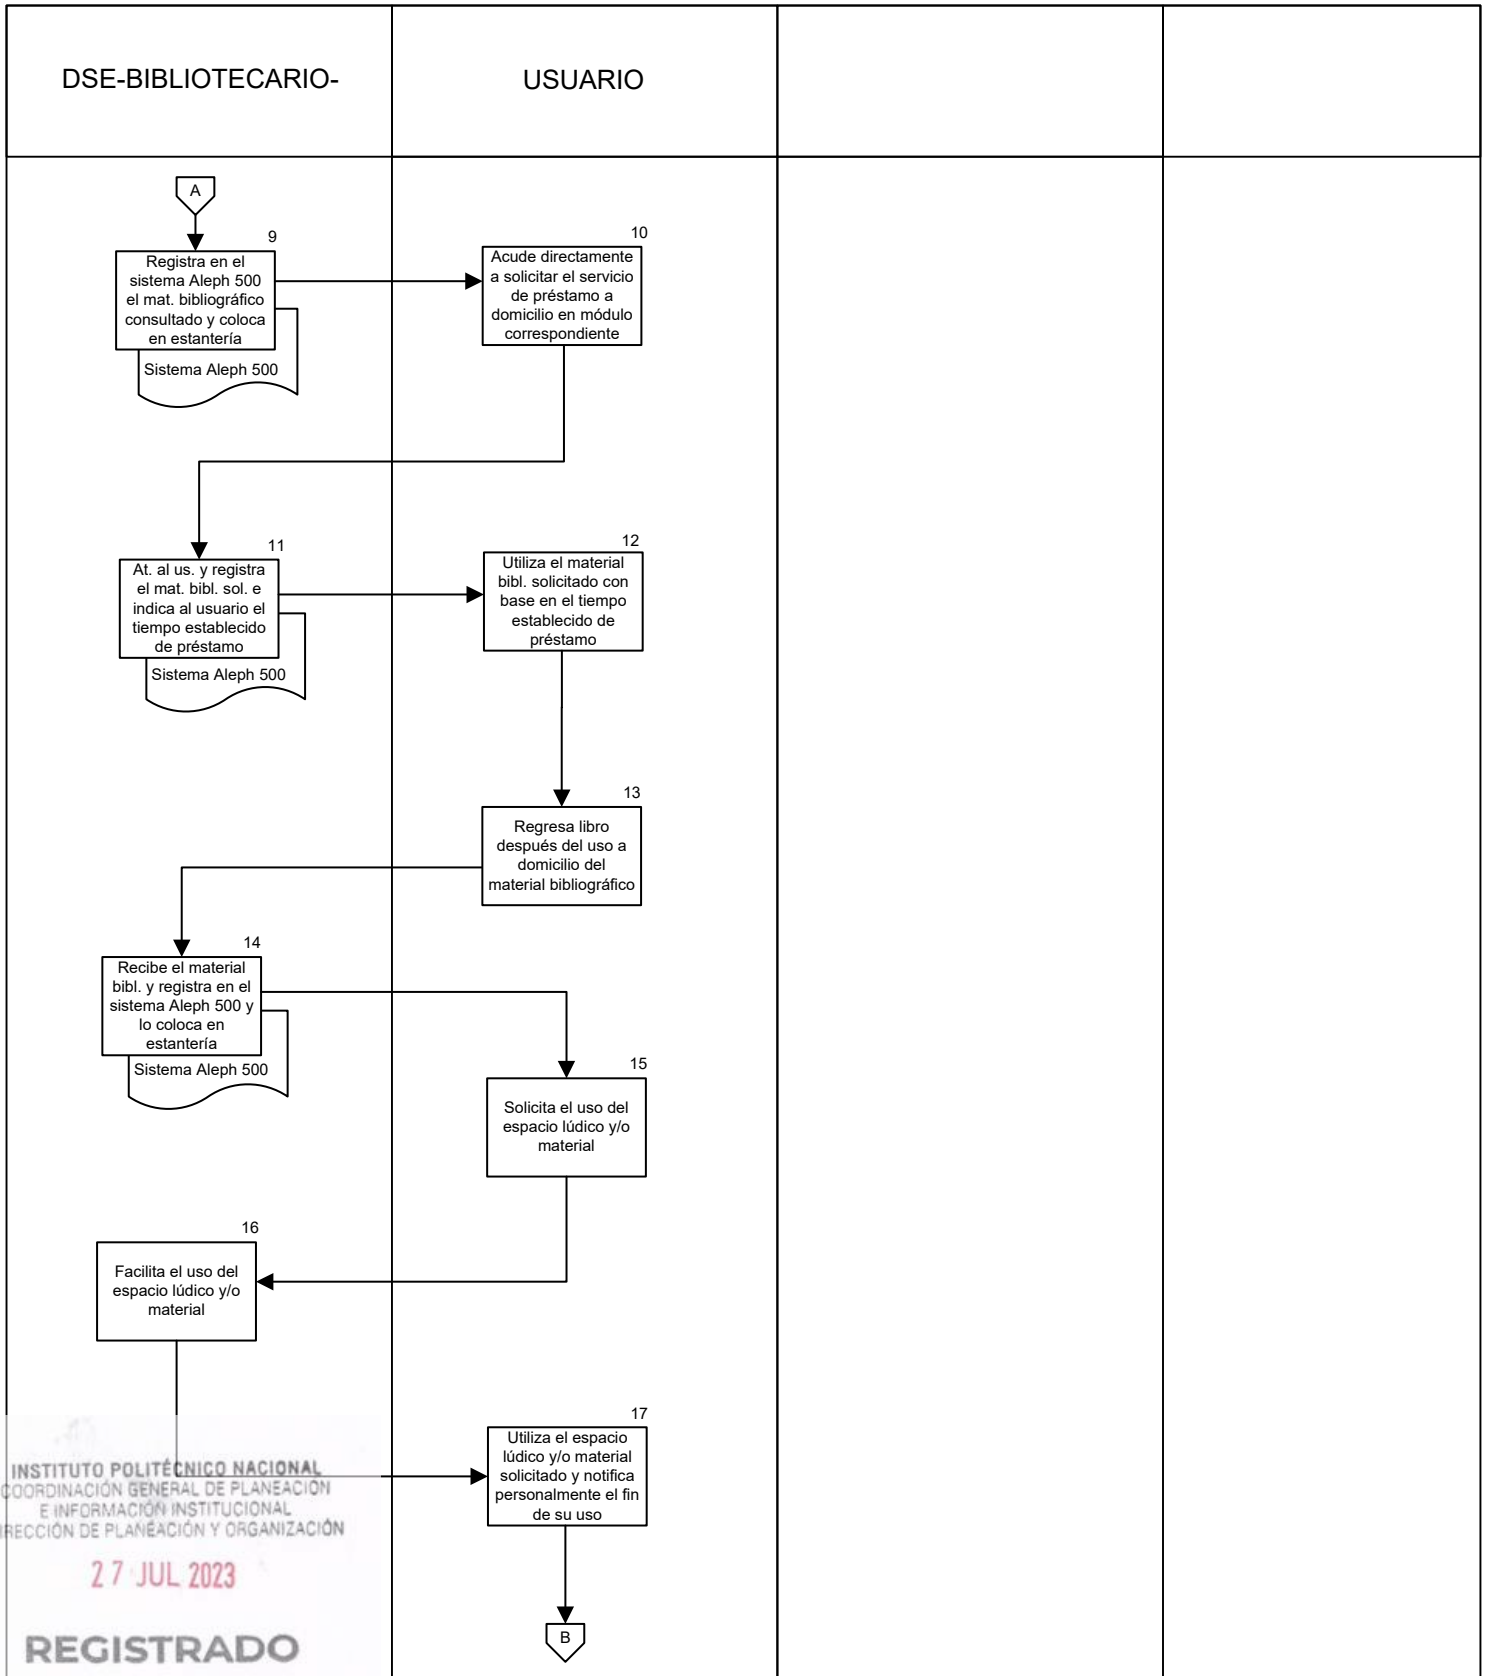 DSE-BIBLIOTECARIO-
USUARIO
A
9
Registra en el
sistema Aleph 500
el mat. bibliográfico
consultado y coloca
en estantería
Sistema Aleph 500
10
Acude directamente
a solicitar el servicio
de préstamo a
domicilio en módulo
correspondiente
11
At. al us. y registra
el mat. bibl. sol. e
indica al usuario el
tiempo establecido
de préstamo
Sistema Aleph 500
12
Utiliza el material
bibl. solicitado con
base en el tiempo
establecido de
préstamo
13
Regresa libro
después del uso a
domicilio del
material bibliográfico
14
Recibe el material
bibl. y registra en el
sistema Aleph 500 y
lo coloca en
estantería
Sistema Aleph 500
15
Solicita el uso del
espacio lúdico y/o
material
16
Facilita el uso del
espacio lúdico y/o
material
17
Utiliza el espacio
lúdico y/o material
solicitado y notifica
personalmente el fin
de su uso
B
INSTITUTO POLITÉCNICO NACIONAL
COORDINACIÓN GENERAL DE PLANEACIÓN
E INFORMACIÓN INSTITUCIONAL
IRECCIÓN DE PLANEACIÓN Y ORGANIZACIÓN
27 JUL 2023
REGISTRADO